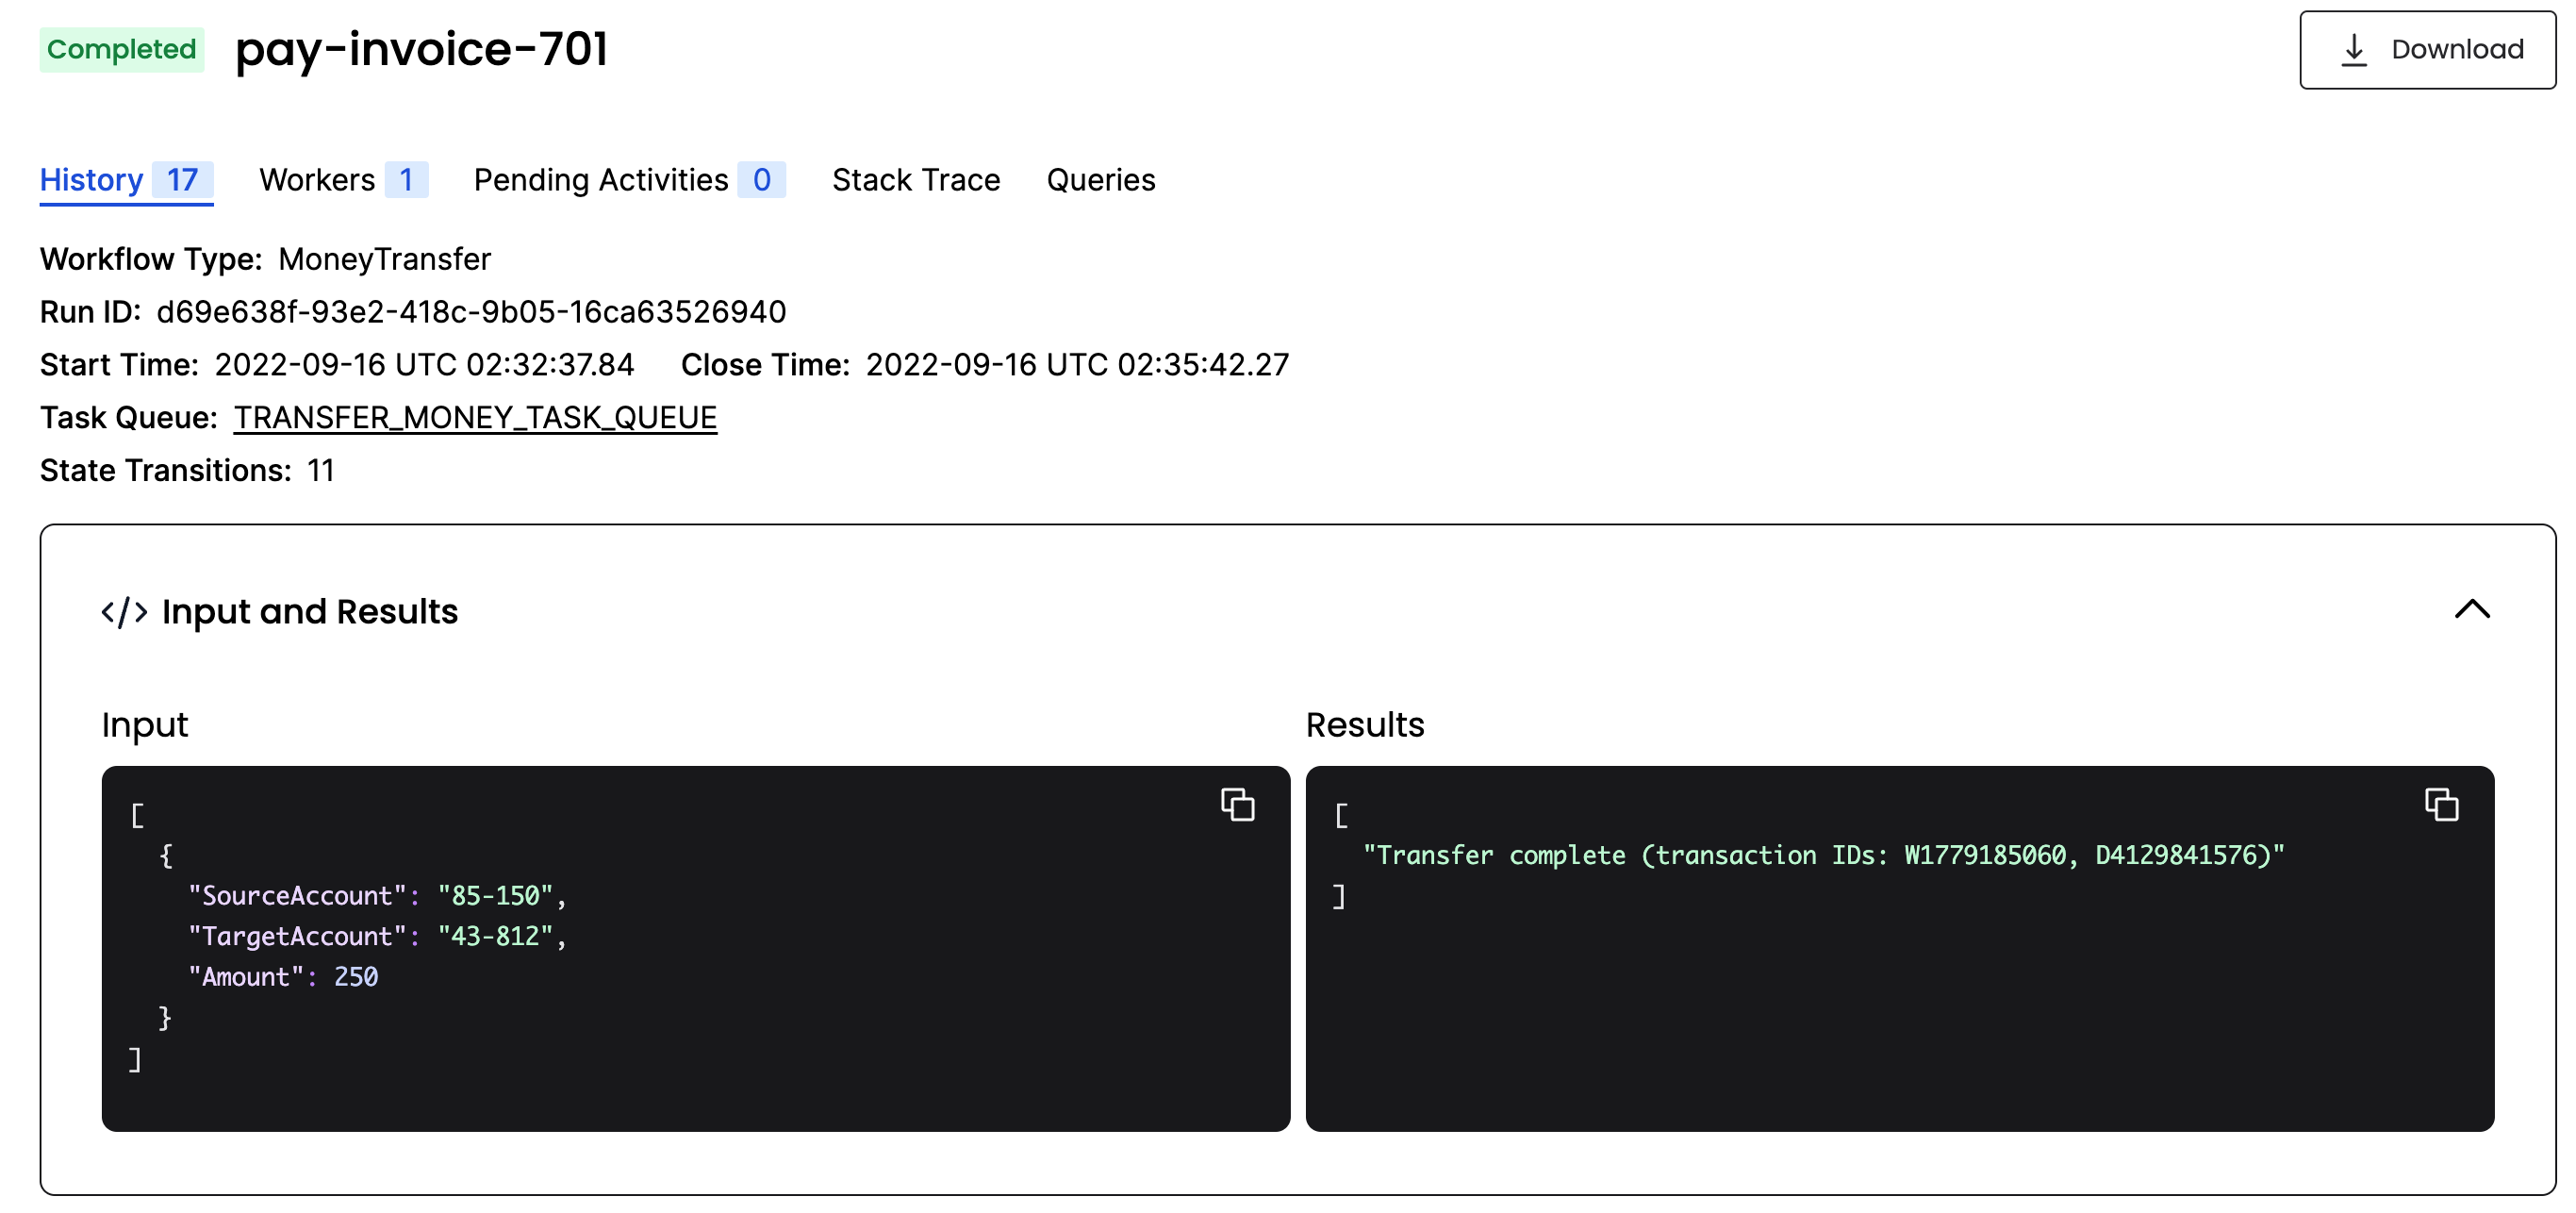 Completed pay-invoice-701 Download
History 17 Workers 1 Pending Activities 0 Stack Trace Queries
Workflow Type: MoneyTransfer
Run ID: d69e638f-93e2-418c-9b05-16ca63526940
Start Time: 2022-09-16 UTC 02:32:37.84 Close Time: 2022-09-16 UTC 02:35:42.27
Task Queue: TRANSFER_MONEY_TASK_QUEUE
State Transitions: 11
</> Input and Results
Input
[
  {
    "SourceAccount": "85-150",
    "TargetAccount": "43-812",
    "Amount": 250
  }
]
Results
[
  "Transfer complete (transaction IDs: W1779185060, D4129841576)"
]